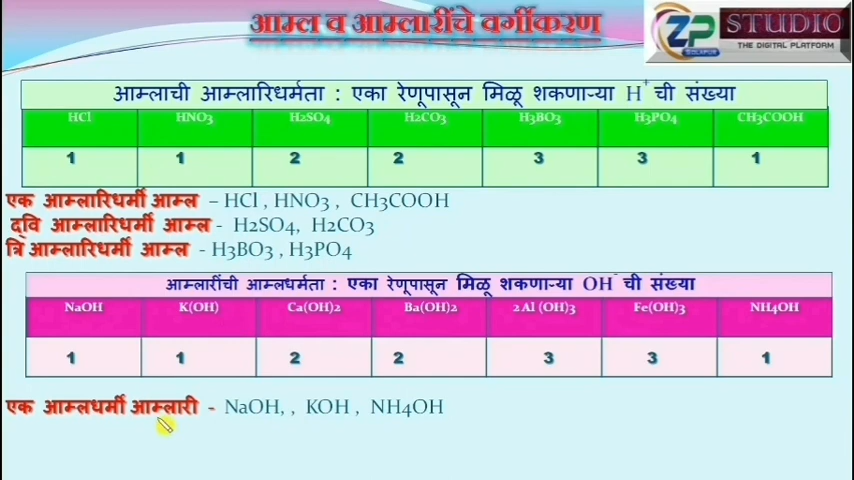 आम्ल व आम्लारींचे वर्गीकरण
ZP STUDIO
SOLAPUR
THE DIGITAL PLATFORM
आम्लाची आम्लारिधर्मता : एका रेणूपासून मिळू शकणाऱ्या H+ ची संख्या
HCl HNO3 H2SO4 H2CO3 H3BO3 H3PO4 CH3COOH
1 1 2 2 3 3 1
एक आम्लारिधर्मी आम्ल – HCl , HNO3 , CH3COOH
द्वि आम्लारिधर्मी आम्ल - H2SO4, H2CO3
त्रि आम्लारिधर्मी आम्ल - H3BO3 , H3PO4
आम्लारींची आम्लधर्मता : एका रेणूपासून मिळू शकणाऱ्या OH- ची संख्या
NaOH K(OH) Ca(OH)2 Ba(OH)2 2Al (OH)3 Fe(OH)3 NH4OH
1 1 2 2 3 3 1
एक आम्लधर्मी आम्लारी - NaOH, , KOH , NH4OH